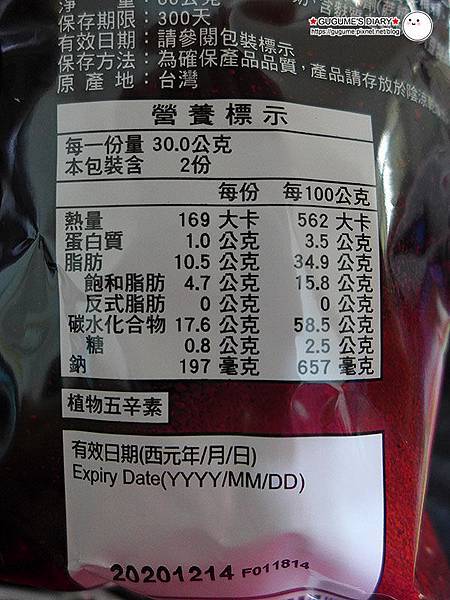 ★GUGUME'S DIARY★
https://gugume.pixnet.net/blog
淨 量：60公克
保存期限：300天
有效日期：請參閱包裝標示
保存方法：為確保產品品質，產品請存放於陰涼
原產地：台灣
營養標示
每一份量 30.0公克
本包裝含 2份
每份 每100公克
熱量 169 大卡 562 大卡
蛋白質 1.0 公克 3.5 公克
脂肪 10.5 公克 34.9 公克
飽和脂肪 4.7 公克 15.8 公克
反式脂肪 0 公克 0 公克
碳水化合物 17.6 公克 58.5 公克
糖 0.8 公克 2.5 公克
鈉 197 毫克 657 毫克
植物五辛素
有效日期(西元年/月/日)
Expiry Date(YYYY/MM/DD)
20201214 F011814